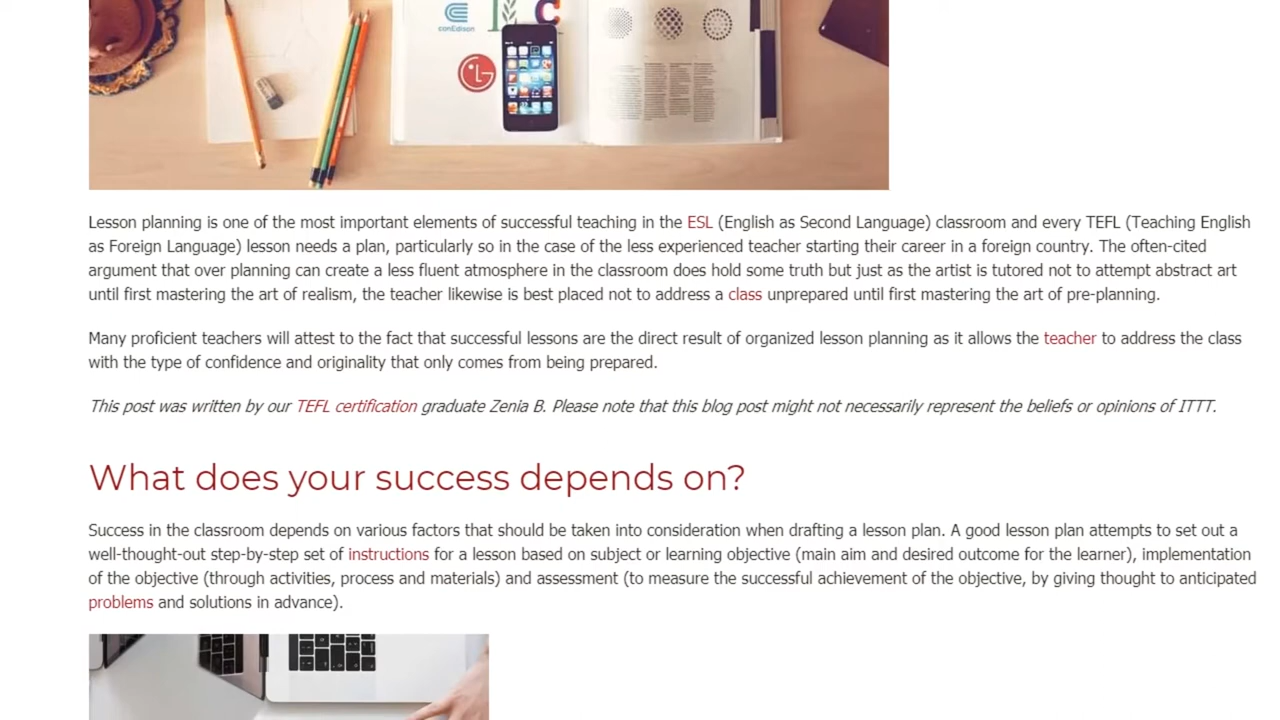 conEdison
LG
Lesson planning is one of the most important elements of successful teaching in the ESL (English as Second Language) classroom and every TEFL (Teaching English
as Foreign Language) lesson needs a plan, particularly so in the case of the less experienced teacher starting their career in a foreign country. The often-cited
argument that over planning can create a less fluent atmosphere in the classroom does hold some truth but just as the artist is tutored not to attempt abstract art
until first mastering the art of realism, the teacher likewise is best placed not to address a class unprepared until first mastering the art of pre-planning.
Many proficient teachers will attest to the fact that successful lessons are the direct result of organized lesson planning as it allows the teacher to address the class
with the type of confidence and originality that only comes from being prepared.
This post was written by our TEFL certification graduate Zenia B. Please note that this blog post might not necessarily represent the beliefs or opinions of ITTT.
What does your success depends on?
Success in the classroom depends on various factors that should be taken into consideration when drafting a lesson plan. A good lesson plan attempts to set out a
well-thought-out step-by-step set of instructions for a lesson based on subject or learning objective (main aim and desired outcome for the learner), implementation
of the objective (through activities, process and materials) and assessment (to measure the successful achievement of the objective, by giving thought to anticipated
problems and solutions in advance).